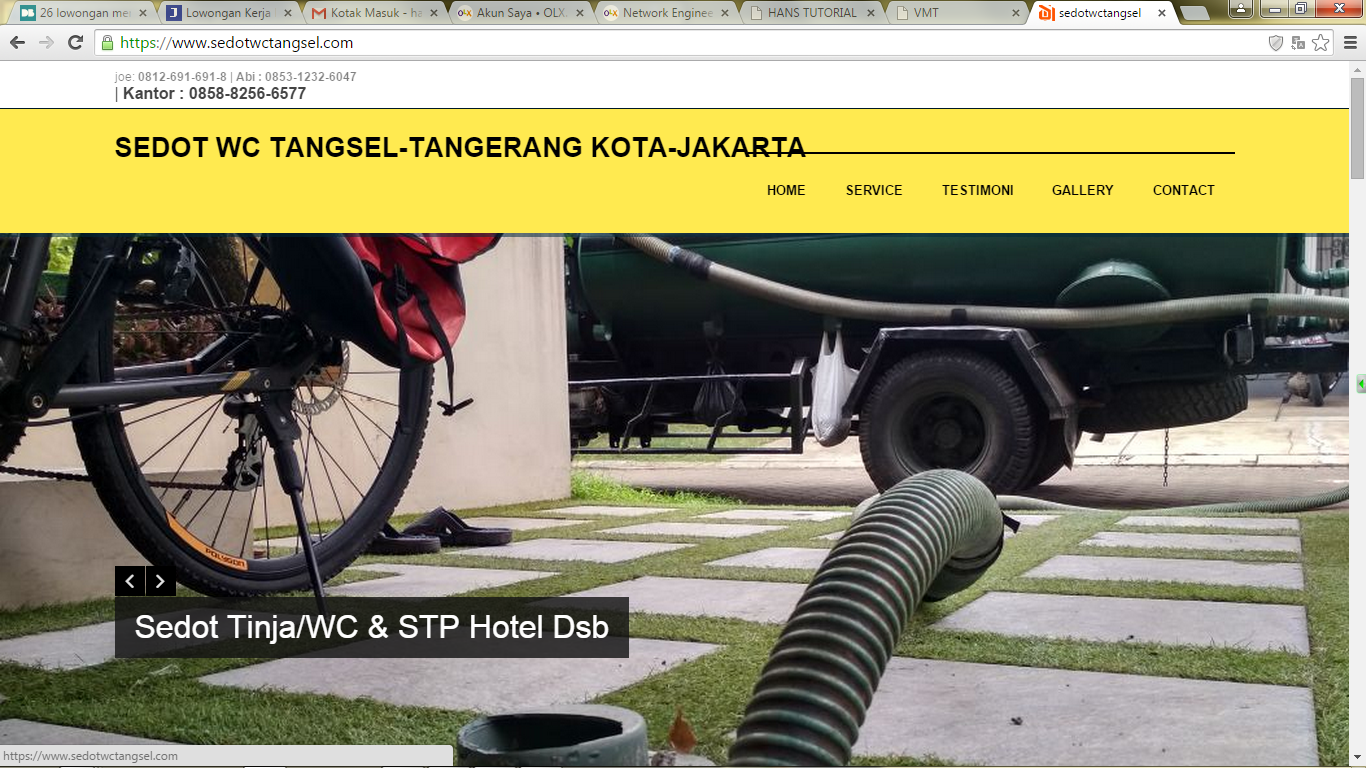 26 lowongan me
Lowongan Kerja
Kotak Masuk - ha
Akun Saya • OLX
Network Enginee
HANS TUTORIAL
VMT
sedotwctangsel
https://www.sedotwctangsel.com
joe: 0812-691-691-8 | Abi : 0853-1232-6047
| Kantor : 0858-8256-6577
SEDOT WC TANGSEL-TANGERANG KOTA-JAKARTA
HOME SERVICE TESTIMONI GALLERY CONTACT
POLYGON
Sedot Tinja/WC & STP Hotel Dsb
https://www.sedotwctangsel.com